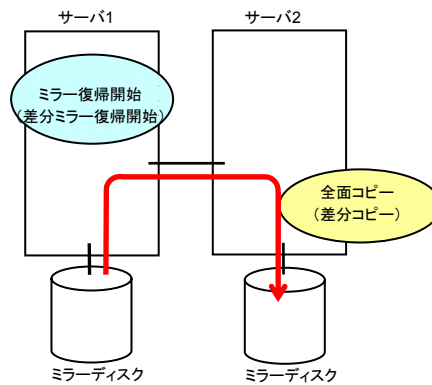 サーバ1
サーバ2
ミラー復帰開始
（差分ミラー復帰開始）
全面コピー
（差分コピー）
ミラーディスク
ミラーディスク